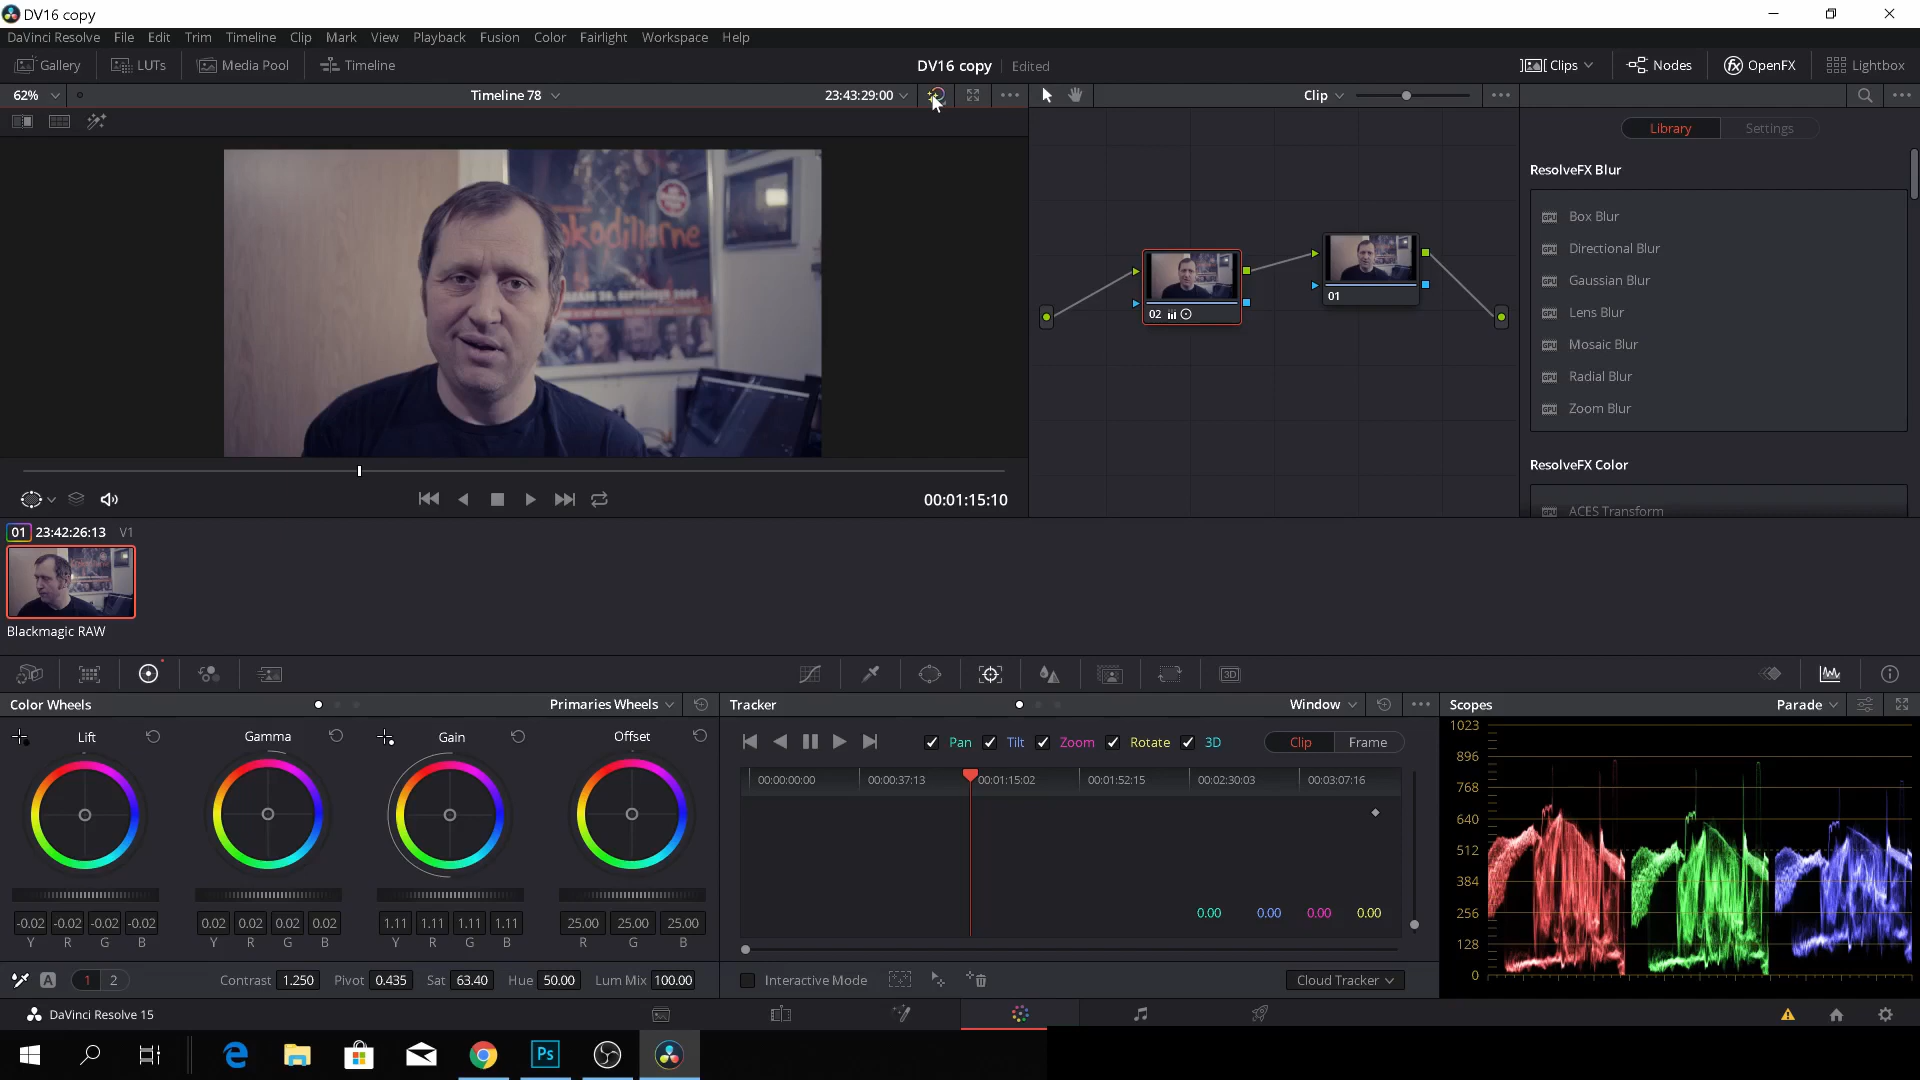 DV16 copy
DaVinci Resolve File Edit Trim Timeline Clip Mark View Playback Fusion Color Fairlight Workspace Help
Gallery LUTs Media Pool Timeline DV16 copy Edited Clips Nodes OpenFX Lightbox
62% Timeline 78 23:43:29:00 Clip
Library Settings
ResolveFX Blur
Box Blur
Directional Blur
Gaussian Blur
Lens Blur
Mosaic Blur
Radial Blur
Zoom Blur
ResolveFX Color
ACES Transform
okodillerne
02
01
00:01:15:10
01 23:42:26:13 V1
Blackmagic RAW
3D
Color Wheels Primaries Wheels Tracker Window Scopes Parade
Lift Gamma Gain Offset
Pan Tilt Zoom Rotate 3D Clip Frame
00:00:00:00 00:00:37:13 00:01:15:02 00:01:52:15 00:02:30:03 00:03:07:16
0.00 0.00 0.00 0.00
-0.02 -0.02 -0.02 -0.02 0.02 0.02 0.02 0.02 1.11 1.11 1.11 1.11 25.00 25.00 25.00
Y R G B Y R G B Y R G B R G B
1023
896
768
640
512
384
256
128
0
A 1 2 Contrast 1.250 Pivot 0.435 Sat 63.40 Hue 50.00 Lum Mix 100.00
Interactive Mode Cloud Tracker
DaVinci Resolve 15
Ps